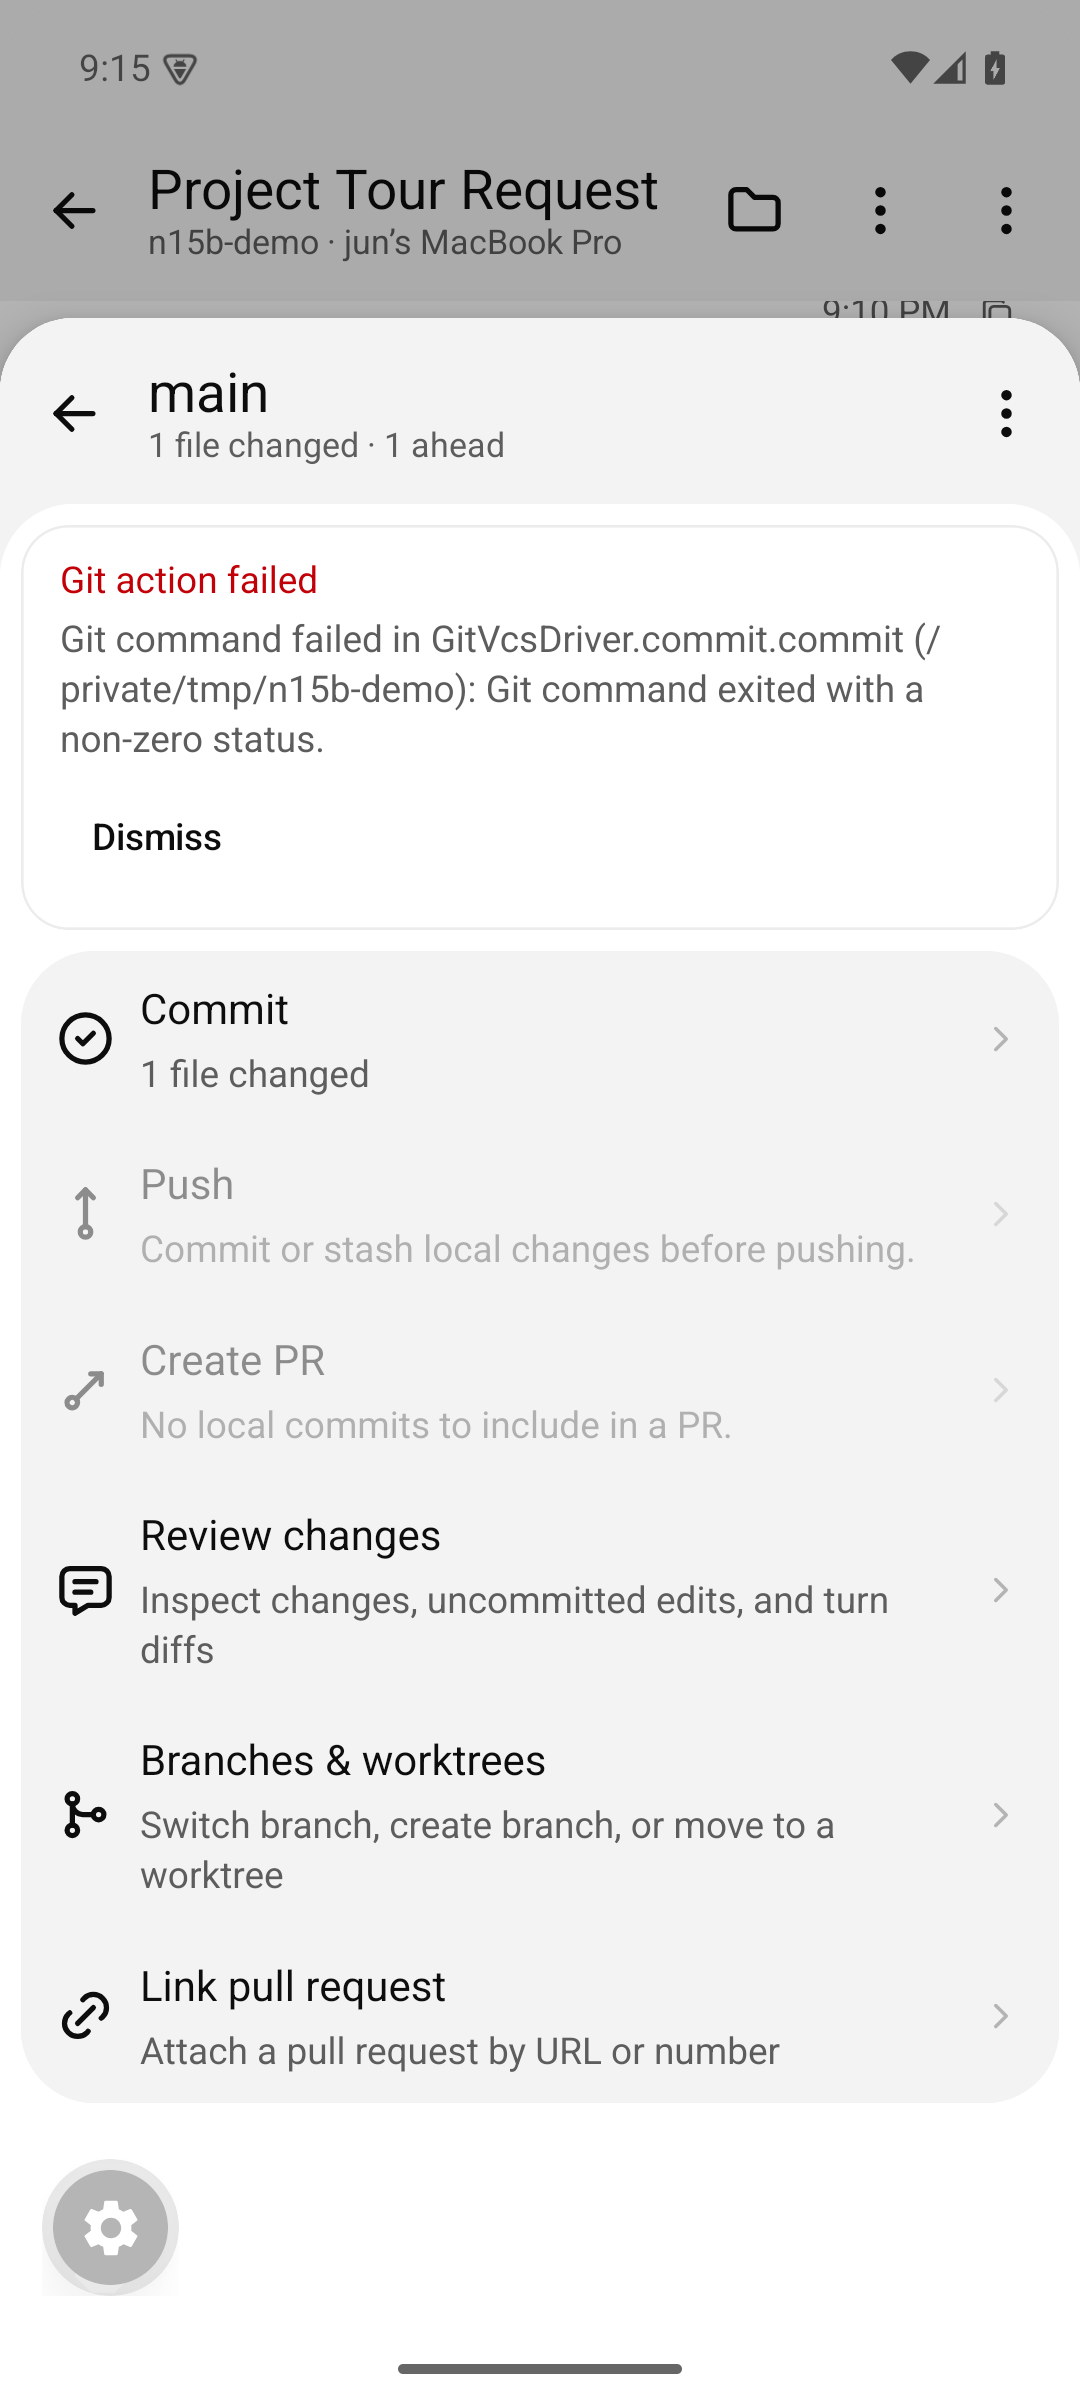 9:15
Project Tour Request
n15b-demo · jun’s MacBook Pro
9:10 PM
main
1 file changed · 1 ahead
Git action failed
Git command failed in GitVcsDriver.commit.commit (/
private/tmp/n15b-demo): Git command exited with a
non-zero status.
Dismiss
Commit
1 file changed
Push
Commit or stash local changes before pushing.
Create PR
No local commits to include in a PR.
Review changes
Inspect changes, uncommitted edits, and turn
diffs
Branches & worktrees
Switch branch, create branch, or move to a
worktree
Link pull request
Attach a pull request by URL or number